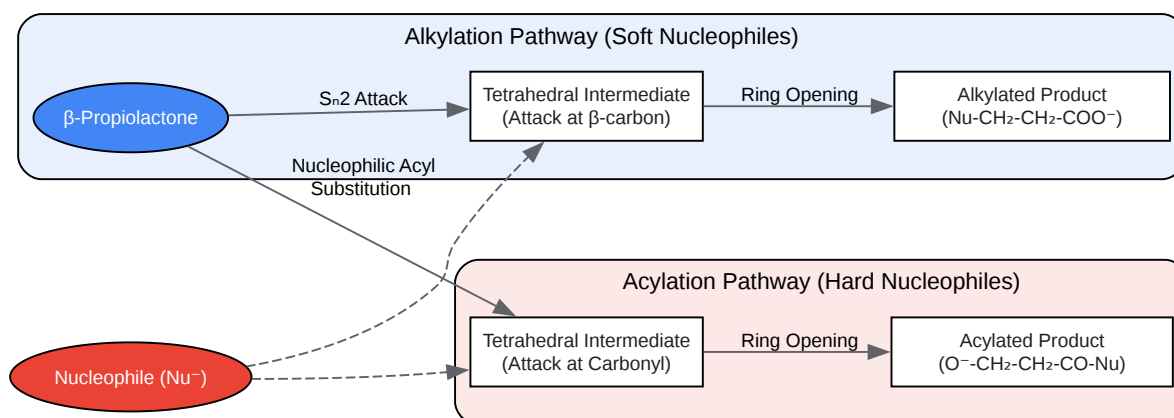 Alkylation Pathway (Soft Nucleophiles)
β-Propiolactone
Sₙ2 Attack
Tetrahedral Intermediate
(Attack at β-carbon)
Ring Opening
Alkylated Product
(Nu-CH₂-CH₂-COO⁻)
Nucleophilic Acyl
Substitution
Acylation Pathway (Hard Nucleophiles)
Nucleophile (Nu⁻)
Tetrahedral Intermediate
(Attack at Carbonyl)
Ring Opening
Acylated Product
(O⁻-CH₂-CH₂-CO-Nu)